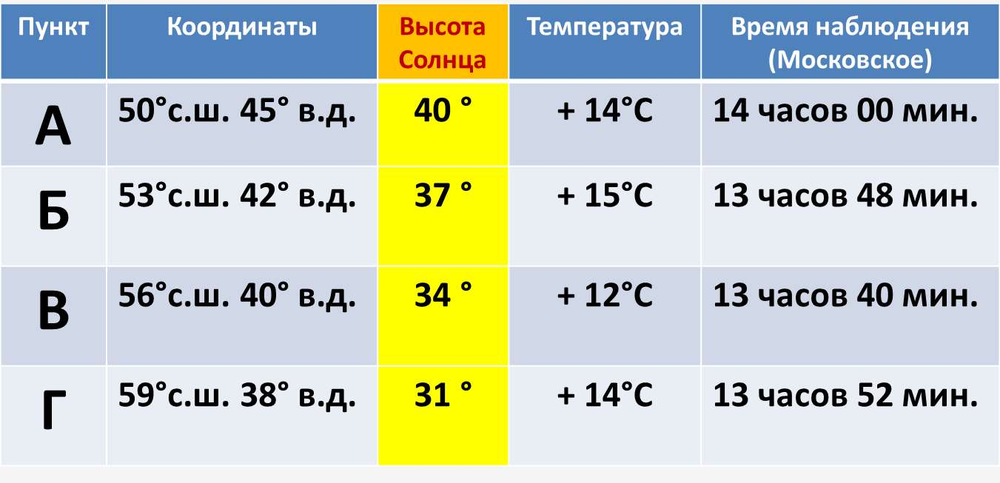 Пункт Координаты Высота Солнца Температура Время наблюдения (Московское)
А 50°с.ш. 45° в.д. 40 ° + 14°С 14 часов 00 мин.
Б 53°с.ш. 42° в.д. 37 ° + 15°С 13 часов 48 мин.
В 56°с.ш. 40° в.д. 34 ° + 12°С 13 часов 40 мин.
Г 59°с.ш. 38° в.д. 31 ° + 14°С 13 часов 52 мин.